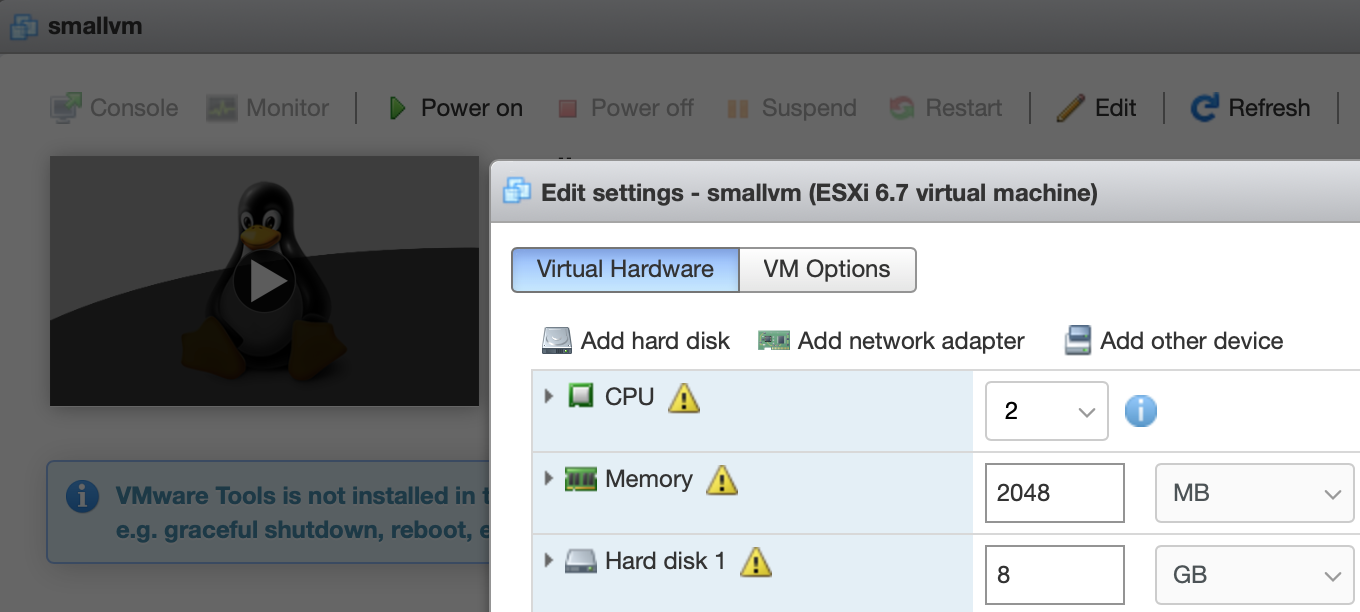 smallvm
Console Monitor Power on Power off Suspend Restart Edit Refresh
Edit settings - smallvm (ESXi 6.7 virtual machine)
Virtual Hardware VM Options
Add hard disk Add network adapter Add other device
CPU 2
Memory 2048 MB
Hard disk 1 8 GB
VMware Tools is not installed in
e.g. graceful shutdown, reboot,